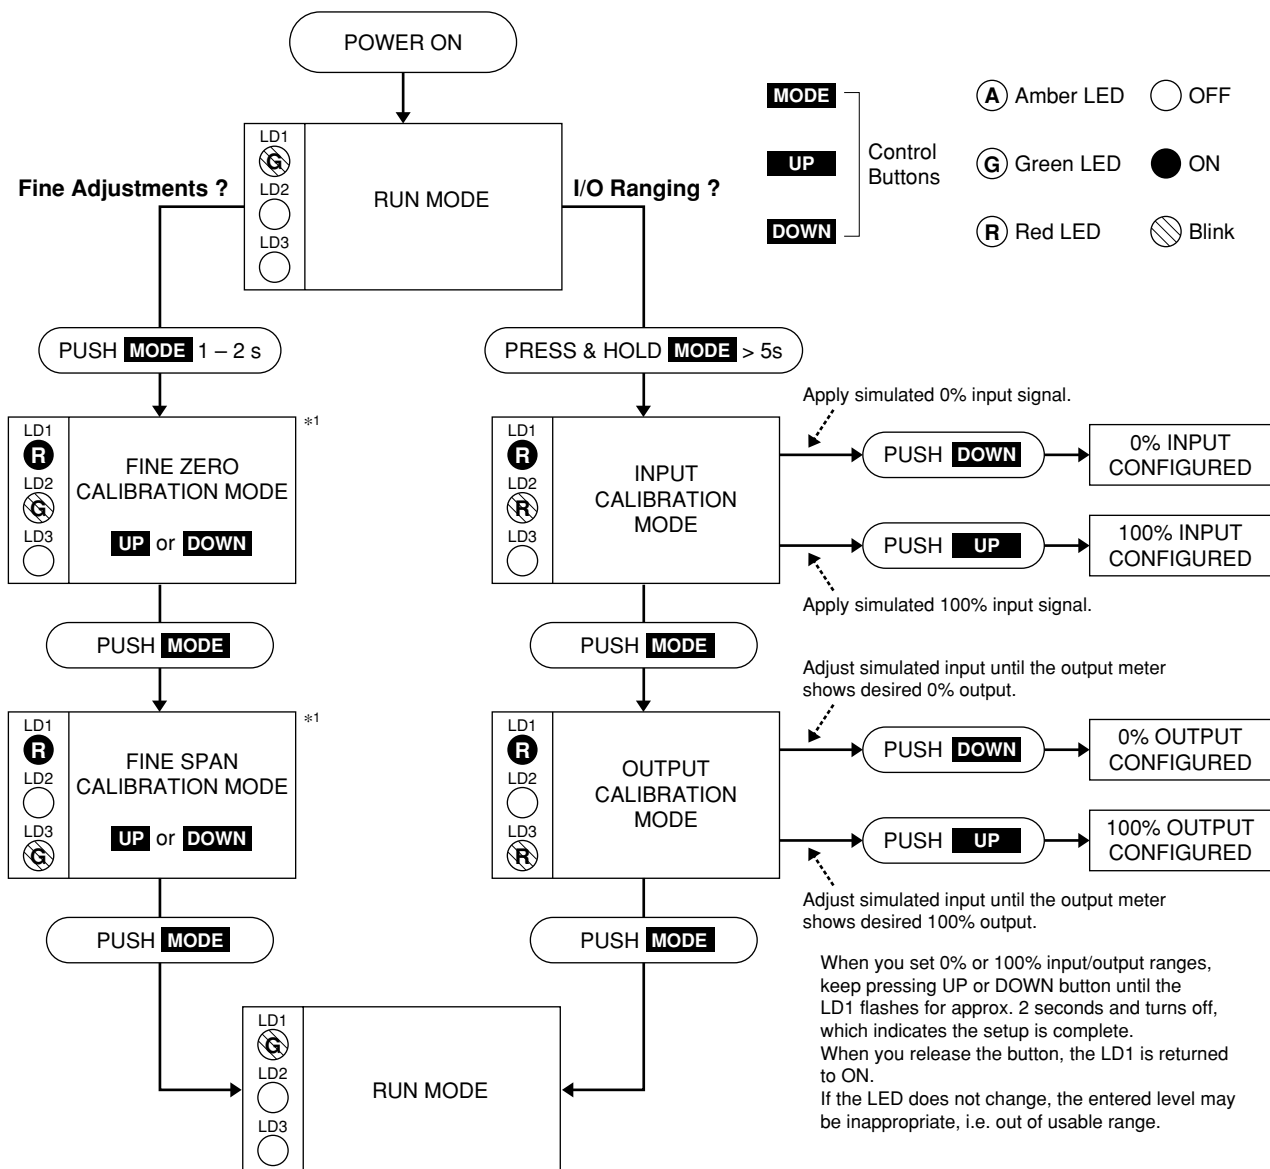 POWER ON
MODE
UP
DOWN
Control
Buttons
A Amber LED
G Green LED
R Red LED
OFF
ON
Blink
Fine Adjustments ?
LD1
G
LD2
LD3
RUN MODE
I/O Ranging ?
PUSH MODE 1 – 2 s
PRESS & HOLD MODE > 5s
LD1
R
LD2
G
LD3
FINE ZERO
CALIBRATION MODE
UP or DOWN
*1
LD1
R
LD2
R
LD3
INPUT
CALIBRATION
MODE
Apply simulated 0% input signal.
PUSH DOWN
0% INPUT
CONFIGURED
PUSH UP
100% INPUT
CONFIGURED
Apply simulated 100% input signal.
PUSH MODE
PUSH MODE
LD1
R
LD2
LD3
G
FINE SPAN
CALIBRATION MODE
UP or DOWN
*1
LD1
R
LD2
LD3
R
OUTPUT
CALIBRATION
MODE
Adjust simulated input until the output meter
shows desired 0% output.
PUSH DOWN
0% OUTPUT
CONFIGURED
PUSH UP
100% OUTPUT
CONFIGURED
Adjust simulated input until the output meter
shows desired 100% output.
PUSH MODE
PUSH MODE
LD1
G
LD2
LD3
RUN MODE
When you set 0% or 100% input/output ranges,
keep pressing UP or DOWN button until the
LD1 flashes for approx. 2 seconds and turns off,
which indicates the setup is complete.
When you release the button, the LD1 is returned
to ON.
If the LED does not change, the entered level may
be inappropriate, i.e. out of usable range.